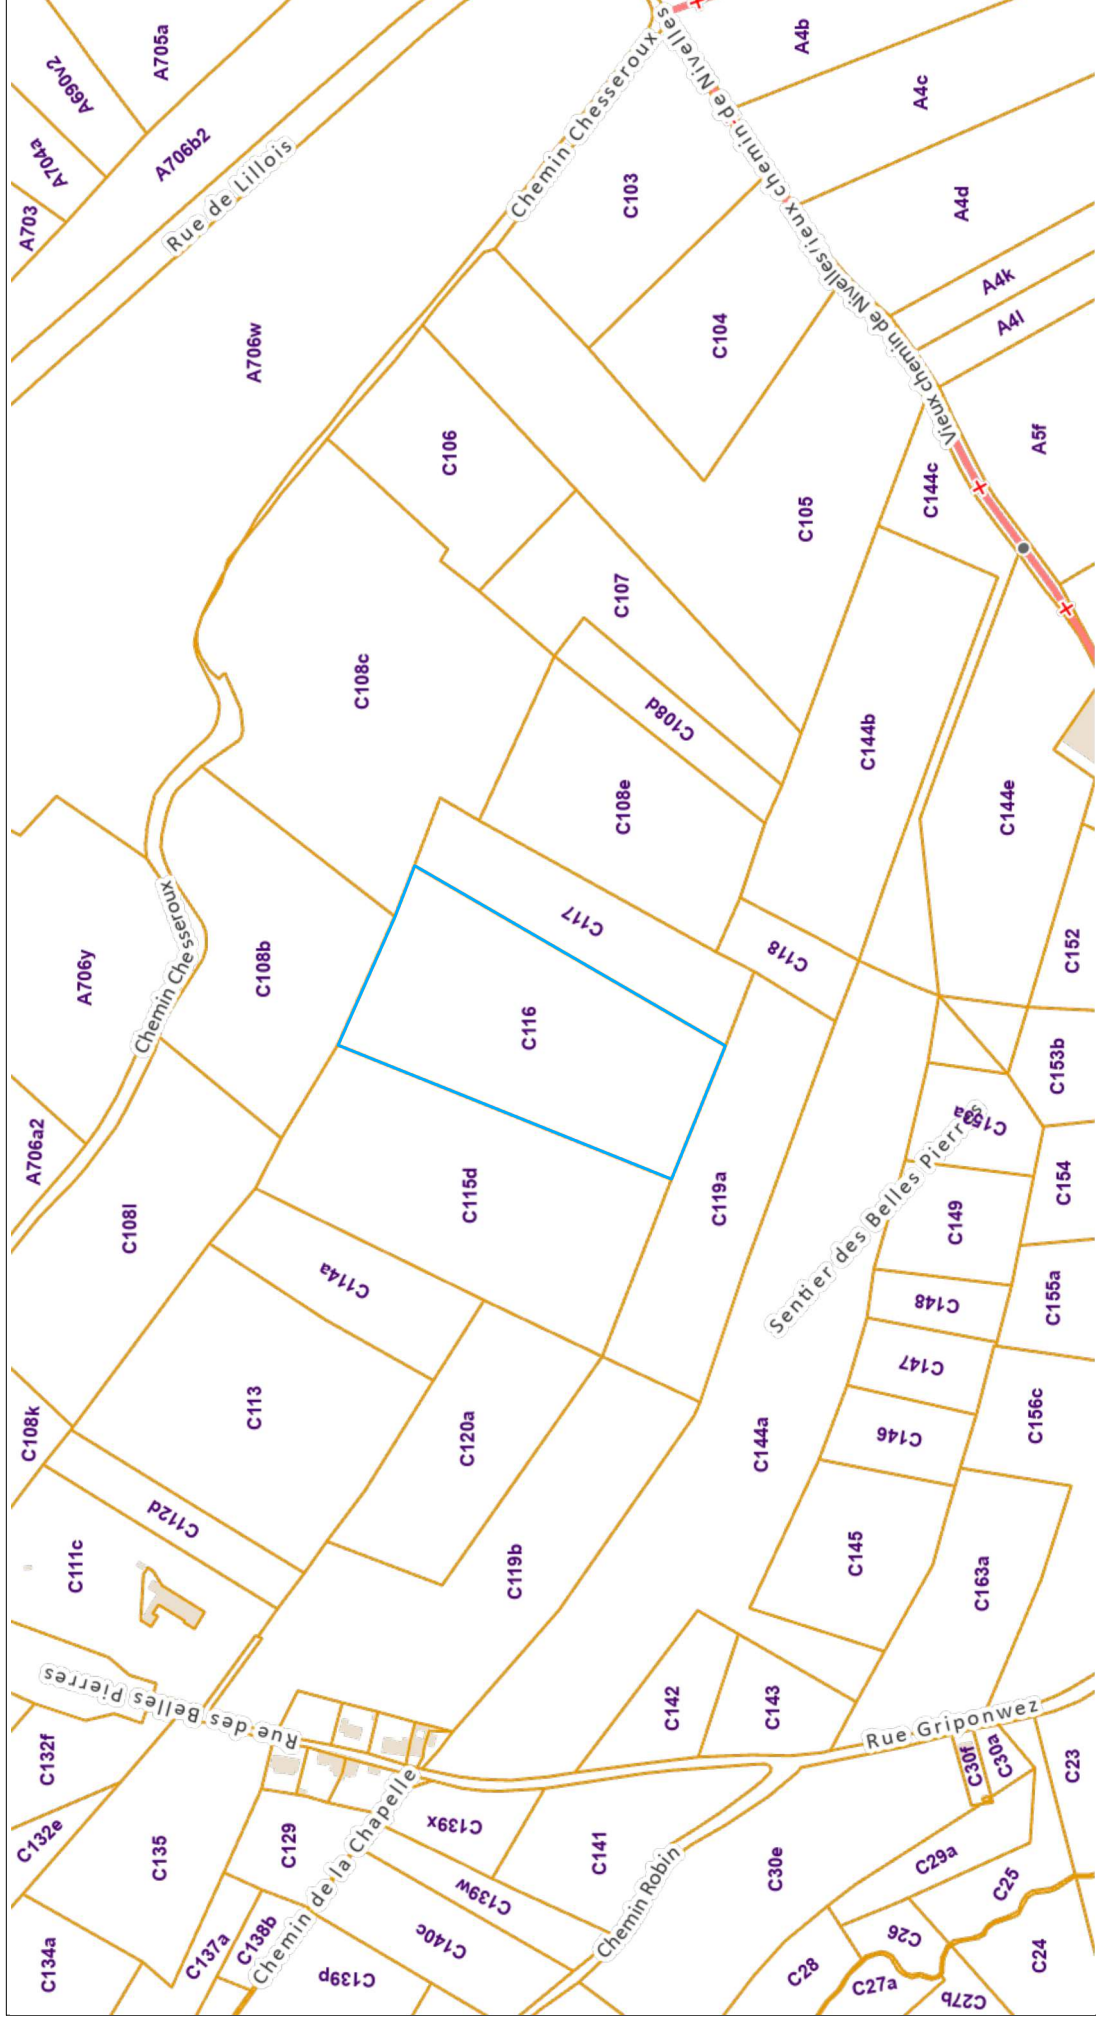 A705a
A690v2
A704a
A703
A706b2
Rue de Lillois
A4b
A4c
Chemin Chesseroux
C103
Vieux chemin de Nivelles/Vieux chemin de Nivelles
A4d
A4k
A4l
A706w
C104
C106
A5f
C144c
C105
C107
C108c
C108d
C144b
C108e
C144e
C117
C118
Chemin Chesseroux
A706y
C108b
C152
C116
C153b
C153a
A706a2
C108l
C115d
C119a
Sentier des Belles Pierres
C154
C149
C114a
C148
C155a
C147
C113
C108k
C120a
C144a
C146
C156c
C112d
C111c
C119b
C145
C163a
Rue des Belles Pierres
C142
C143
Rue Griponwez
C132f
C30f
C30a
C23
C132e
C135
C129
Chemin de la Chapelle
C139x
C141
C30e
C29a
C25
C139w
C140c
Chemin Robin
C134a
C137a
C138b
C139p
C28
C26
C27a
C27b
C24